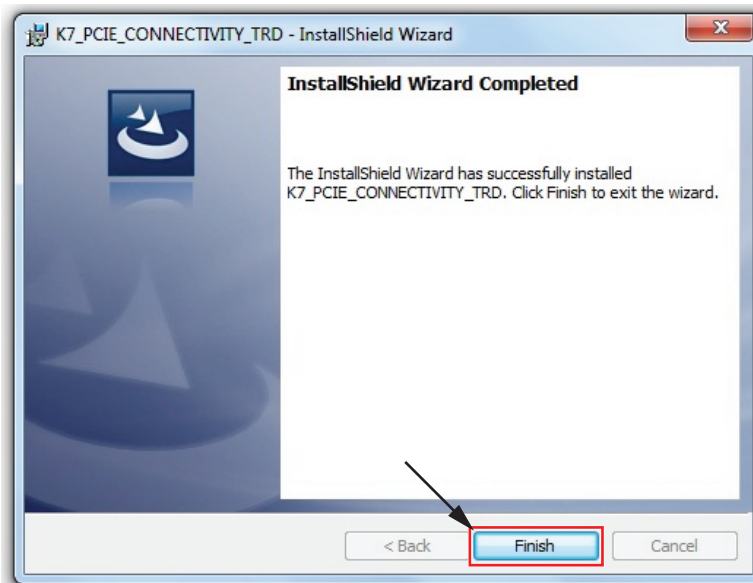 K7_PCIE_CONNECTIVITY_TRD - InstallShield Wizard
InstallShield Wizard Completed
The InstallShield Wizard has successfully installed
K7_PCIE_CONNECTIVITY_TRD. Click Finish to exit the wizard.
< Back Finish Cancel